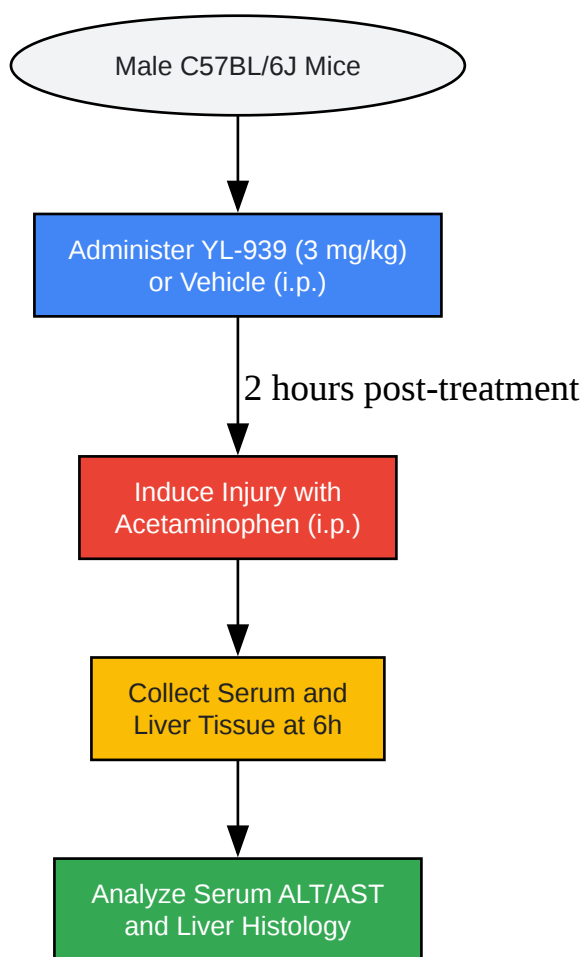 Male C57BL/6J Mice
Administer YL-939 (3 mg/kg)
or Vehicle (i.p.)
2 hours post-treatment
Induce Injury with
Acetaminophen (i.p.)
Collect Serum and
Liver Tissue at 6h
Analyze Serum ALT/AST
and Liver Histology